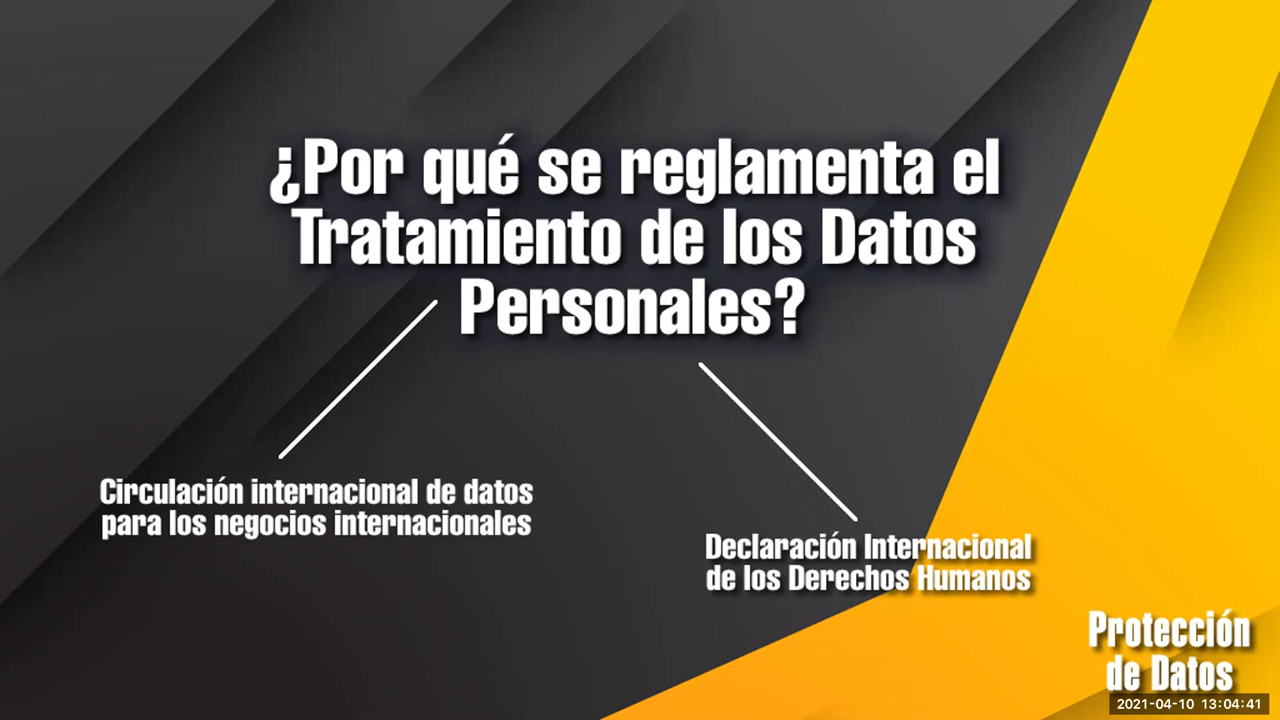 ¿Por qué se reglamenta el
Tratamiento de los Datos
Personales?
Circulación internacional de datos
para los negocios internacionales
Declaración Internacional
de los Derechos Humanos
Protección
de Datos
2021-04-10 13:04:41